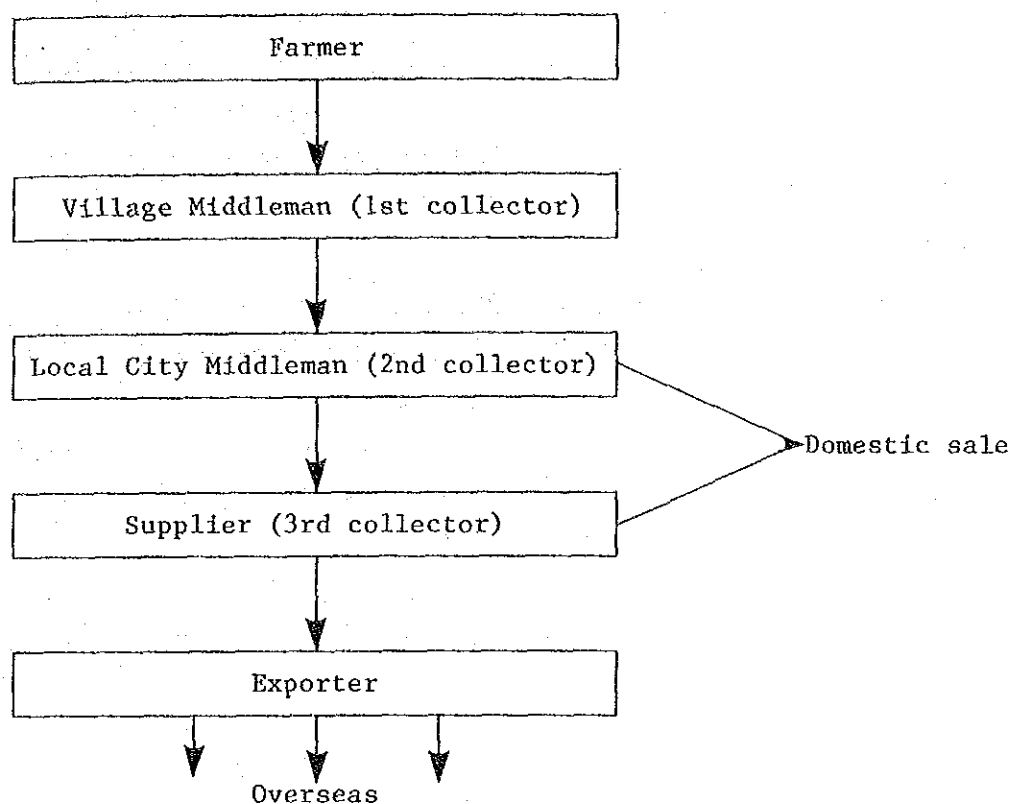 Farmer
Village Middleman (1st collector)
Local City Middleman (2nd collector)
Domestic sale
Supplier (3rd collector)
Exporter
Overseas